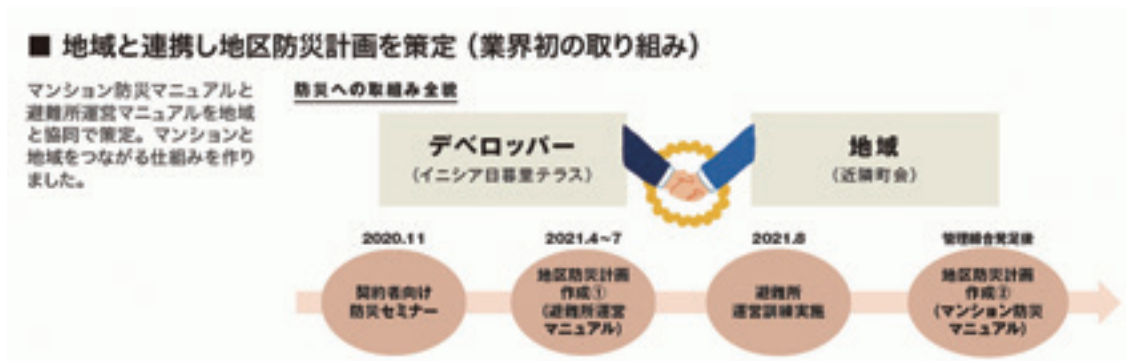 ■ 地域と連携し地区防災計画を策定（業界初の取り組み）
マンション防災マニュアルと
避難所運営マニュアルを地域
と協同で策定。マンションと
地域をつながる仕組みを作り
ました。
防災への取組み全貌
デベロッパー
（イニシア日暮里テラス）
地域
（近隣町会）
2020.11
契約者向け
防災セミナー
2021.4~7
地区防災計画
作成①
（避難所運営
マニュアル）
2021.8
避難所
運営訓練実施
管理組合発足後
地区防災計画
作成②
（マンション防災
マニュアル）